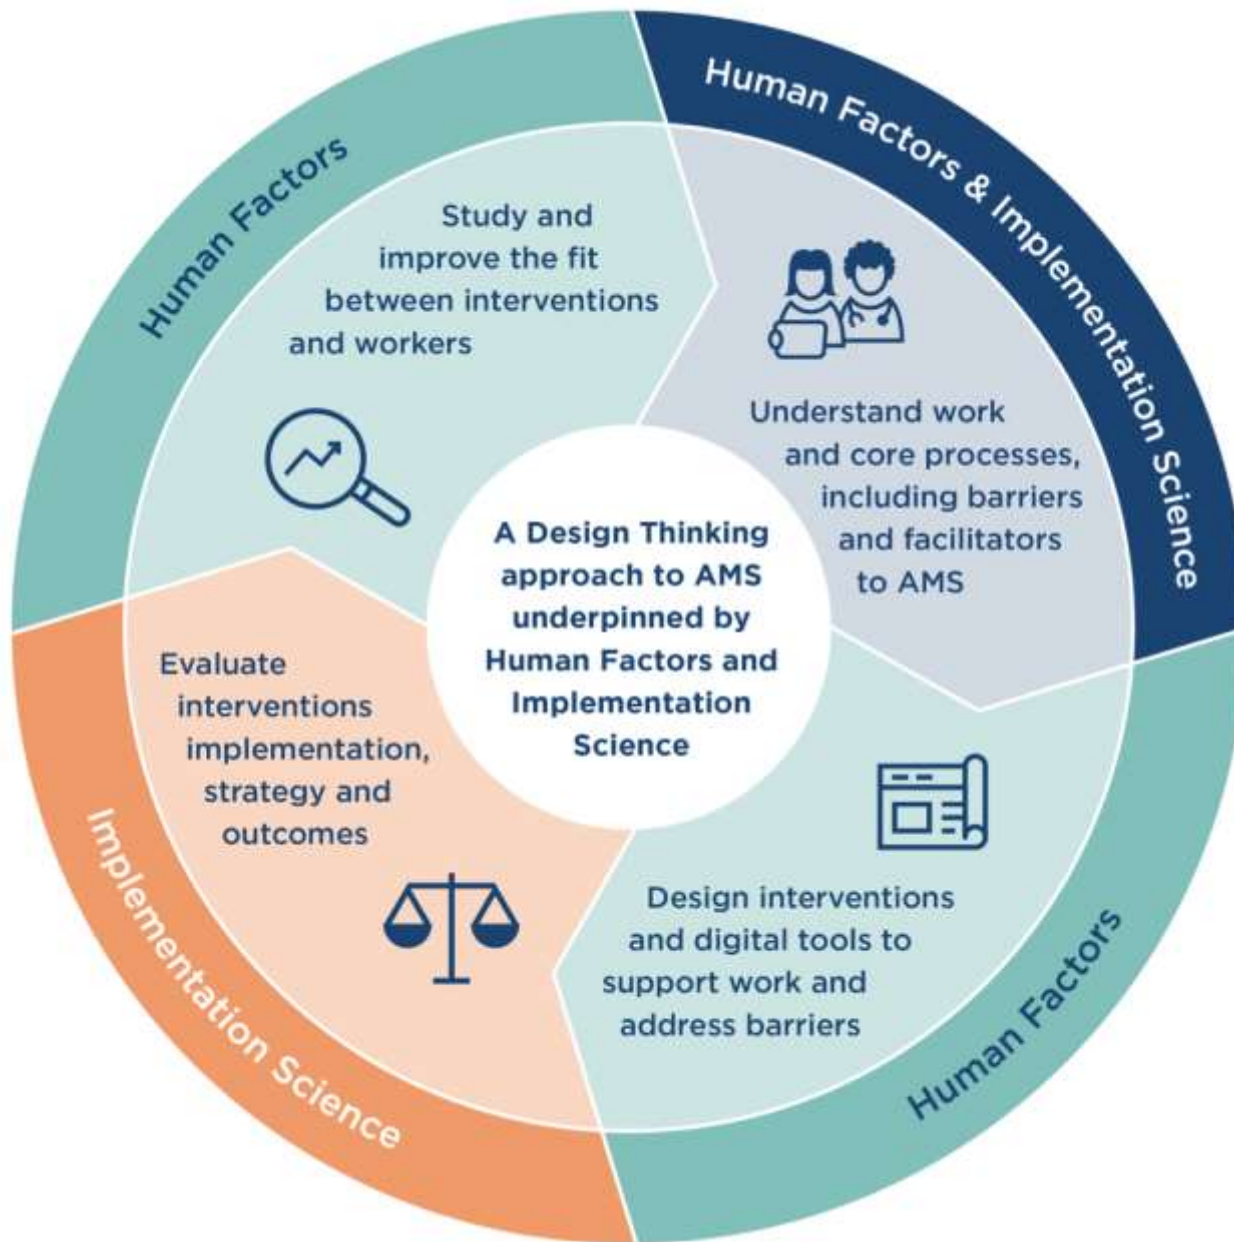 Human Factors
Study and
improve the fit
between interventions
and workers
Human Factors & Implementation Science
Understand work
and core processes,
including barriers
and facilitators
to AMS
A Design Thinking
approach to AMS
underpinned by
Human Factors and
Implementation
Science
Evaluate
interventions
implementation,
strategy and
outcomes
Implementation Science
Design interventions
and digital tools to
support work and
address barriers
Human Factors